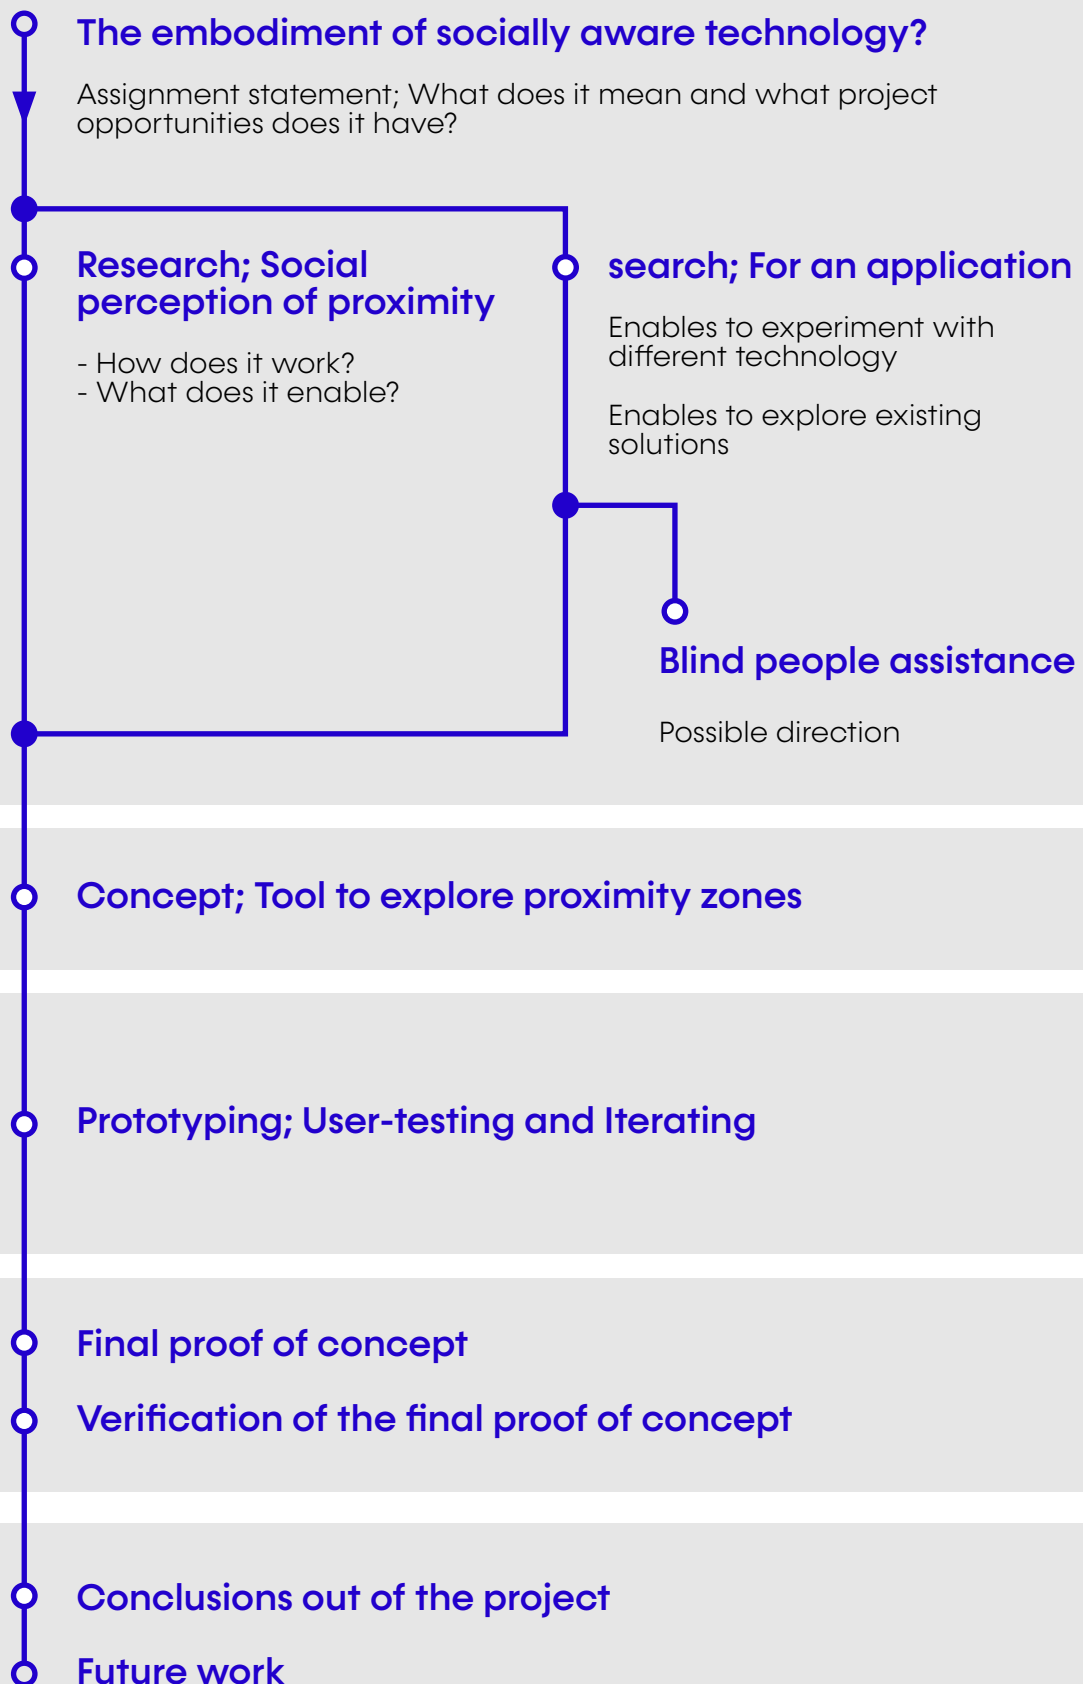 The embodiment of socially aware technology?
Assignment statement; What does it mean and what project
opportunities does it have?
Research; Social
perception of proximity
- How does it work?
- What does it enable?
search; For an application
Enables to experiment with
different technology
Enables to explore existing
solutions
Blind people assistance
Possible direction
Concept; Tool to explore proximity zones
Prototyping; User-testing and Iterating
Final proof of concept
Verification of the final proof of concept
Conclusions out of the project
Future work